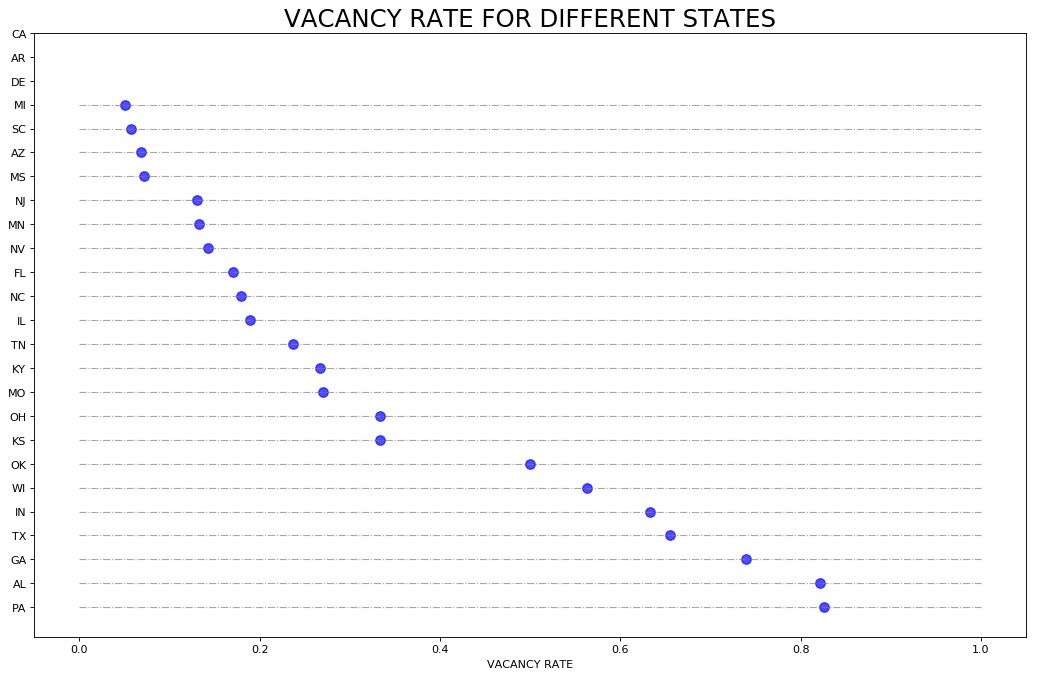 VACANCY RATE FOR DIFFERENT STATES
CA
AR
DE
MI
SC
AZ
MS
NJ
MN
NV
FL
NC
IL
TN
KY
MO
OH
KS
OK
WI
IN
TX
GA
AL
PA
0.0 0.2 0.4 0.6 0.8 1.0
VACANCY RATE